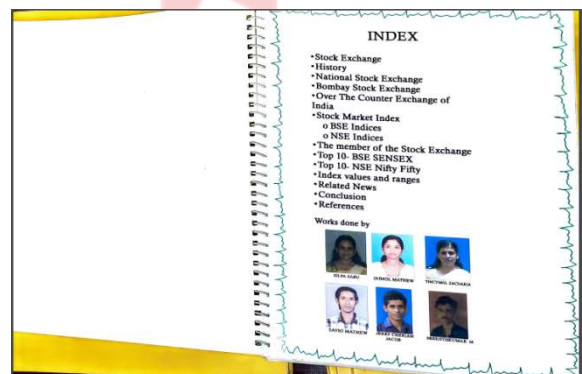 INDEX
•Stock Exchange
•History
•National Stock Exchange
•Bombay Stock Exchange
•Over The Counter Exchange of
India
•Stock Market Index
o BSE Indices
o NSE Indices
•The member of the Stock Exchange
•Top 10- BSE SENSEX
•Top 10- NSE Nifty Fifty
•Index values and ranges
•Related News
•Conclusion
•References
Works done by
SILPA SABU JAISMOL MATHEW TINCYMOL ZACHARIA
SAVIO MATHEW JERRY CHERIAN
JACOB